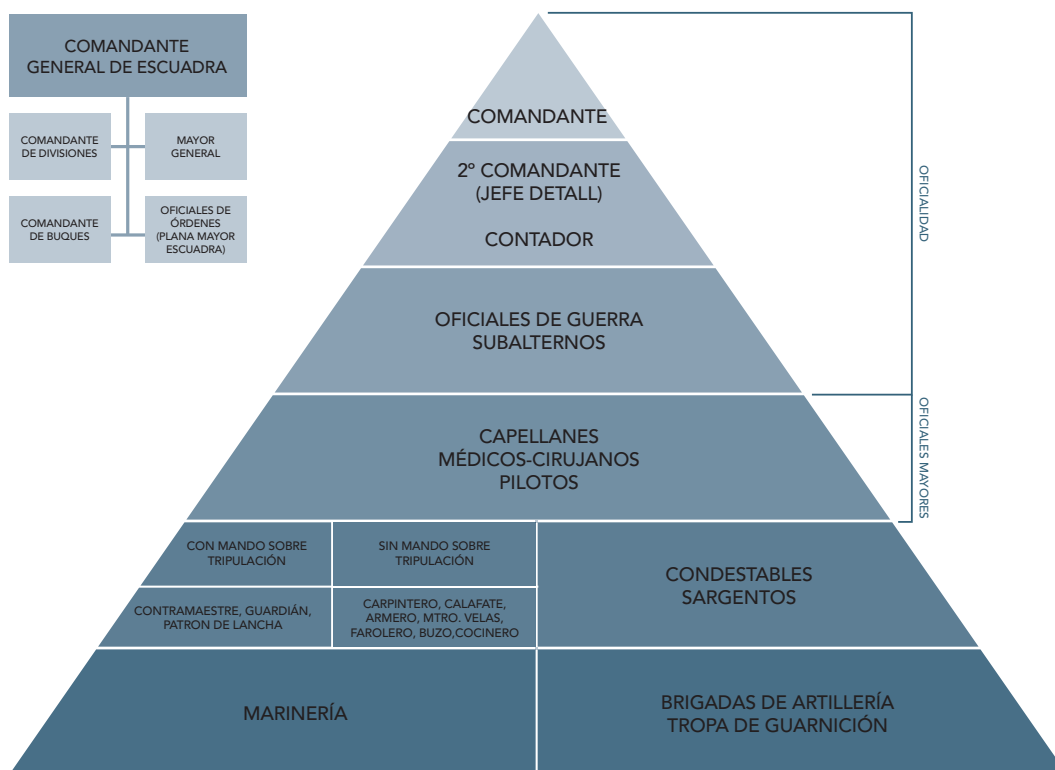 COMANDANTE
GENERAL DE ESCUADRA
COMANDANTE
DE DIVISIONES
MAYOR
GENERAL
COMANDANTE
DE BUQUES
OFICIALES DE
ÓRDENES
(PLANA MAYOR
ESCUADRA)
COMANDANTE
2º COMANDANTE
(JEFE DETALL)
CONTADOR
OFICIALES DE GUERRA
SUBALTERNOS
OFICIALIDAD
CAPELLANES
MÉDICOS-CIRUJANOS
PILOTOS
OFICIALES MAYORES
CON MANDO SOBRE
TRIPULACIÓN
SIN MANDO SOBRE
TRIPULACIÓN
CONTRAMAESTRE, GUARDIÁN,
PATRON DE LANCHA
CARPINTERO, CALAFATE,
ARMERO, MTRO. VELAS,
FAROLERO, BUZO,COCINERO
CONDESTABLES
SARGENTOS
MARINERÍA
BRIGADAS DE ARTILLERÍA
TROPA DE GUARNICIÓN